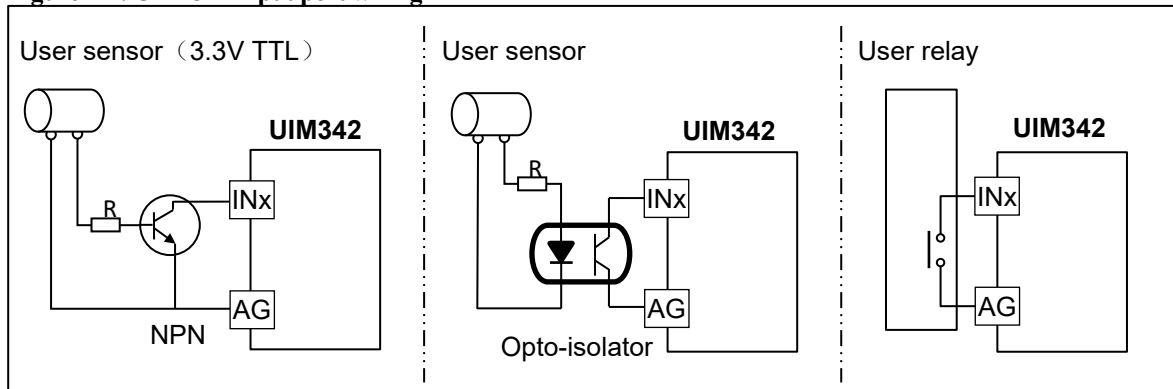 User sensor（3.3V TTL）
UIM342
R
INx
AG
NPN
User sensor
UIM342
R
INx
AG
Opto-isolator
User relay
UIM342
INx
AG